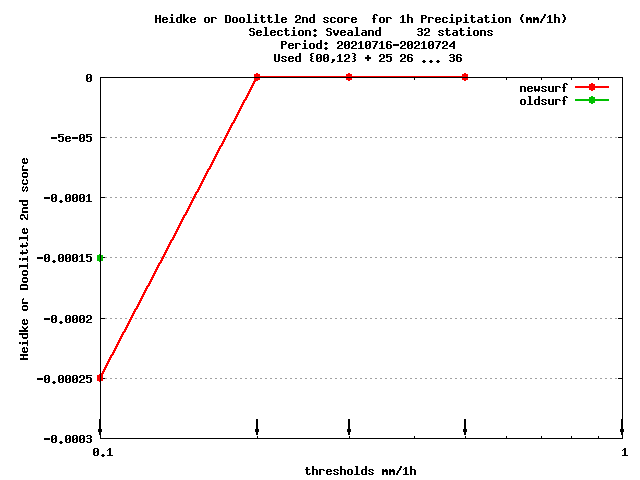 Heidke or Doolittle 2nd score  for 1h Precipitation (mm/1h)
Selection: Svealand     32 stations
Period: 20210716-20210724
Used {00,12} + 25 26 ... 36
newsurf
oldsurf
0
-5e-05
-0.0001
-0.00015
-0.0002
-0.00025
-0.0003
Heidke or Doolittle 2nd score
0.1
1
thresholds mm/1h